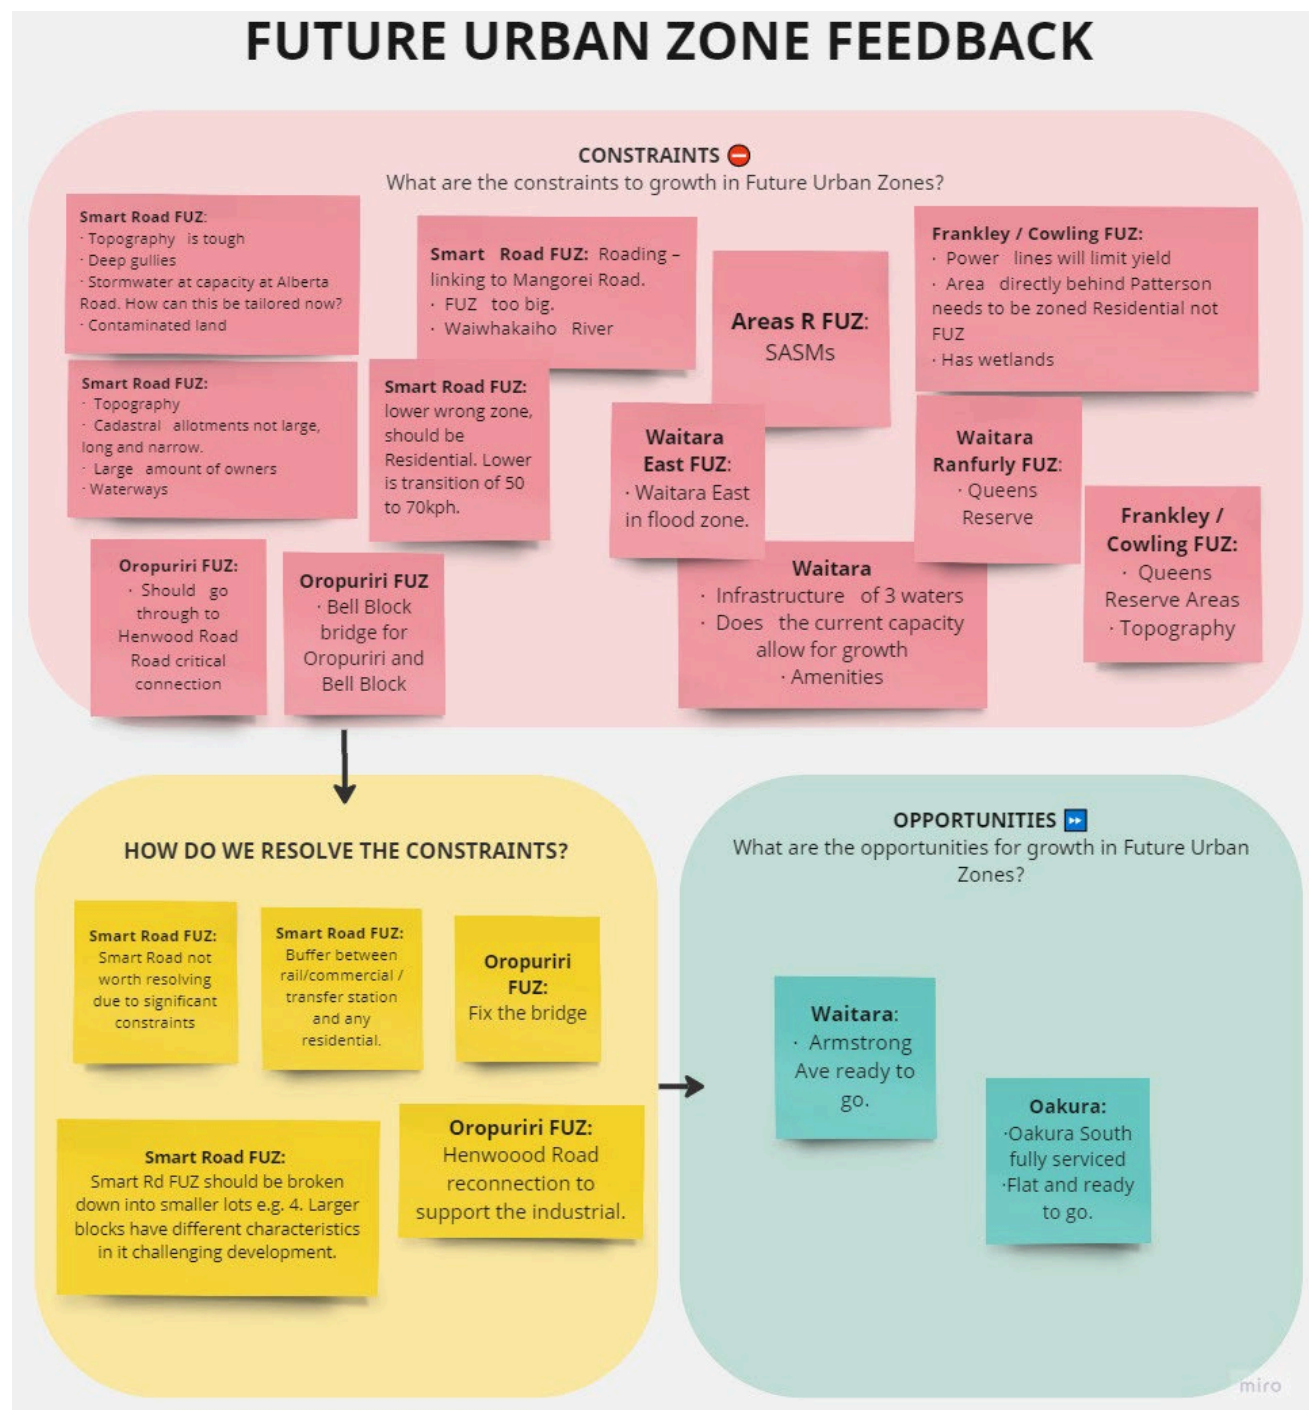 FUTURE URBAN ZONE FEEDBACK
CONSTRAINTS
What are the constraints to growth in Future Urban Zones?
Smart Road FUZ:
· Topography is tough
· Deep gullies
· Stormwater at capacity at Alberta
Road. How can this be tailored now?
· Contaminated land
Smart Road FUZ: Roading –
linking to Mangorei Road.
· FUZ too big.
· Waiwhakaiho River
Areas R FUZ:
SASMs
Frankley / Cowling FUZ:
· Power lines will limit yield
· Area directly behind Patterson
needs to be zoned Residential not
FUZ
· Has wetlands
Smart Road FUZ:
· Topography
· Cadastral allotments not large,
long and narrow.
· Large amount of owners
· Waterways
Smart Road FUZ:
lower wrong zone,
should be
Residential. Lower
is transition of 50
to 70kph.
Waitara
East FUZ:
· Waitara East
in flood zone.
Waitara
Ranfurly FUZ:
· Queens
Reserve
Frankley /
Cowling FUZ:
· Queens
Reserve Areas
· Topography
Oropuriri FUZ:
· Should go
through to
Henwood Road
Road critical
connection
Oropuriri FUZ
· Bell Block
bridge for
Oropuriri and
Bell Block
Waitara
· Infrastructure of 3 waters
· Does the current capacity
allow for growth
· Amenities
HOW DO WE RESOLVE THE CONSTRAINTS?
Smart Road FUZ:
Smart Road not
worth resolving
due to significant
constraints
Smart Road FUZ:
Buffer between
rail/commercial /
transfer station
and any
residential.
Oropuriri
FUZ:
Fix the bridge
Smart Road FUZ:
Smart Rd FUZ should be broken
down into smaller lots e.g. 4. Larger
blocks have different characteristics
in it challenging development.
Oropuriri FUZ:
Henwoood Road
reconnection to
support the industrial.
OPPORTUNITIES
What are the opportunities for growth in Future Urban
Zones?
Waitara:
· Armstrong
Ave ready to
go.
Oakura:
·Oakura South
fully serviced
·Flat and ready
to go.
miro